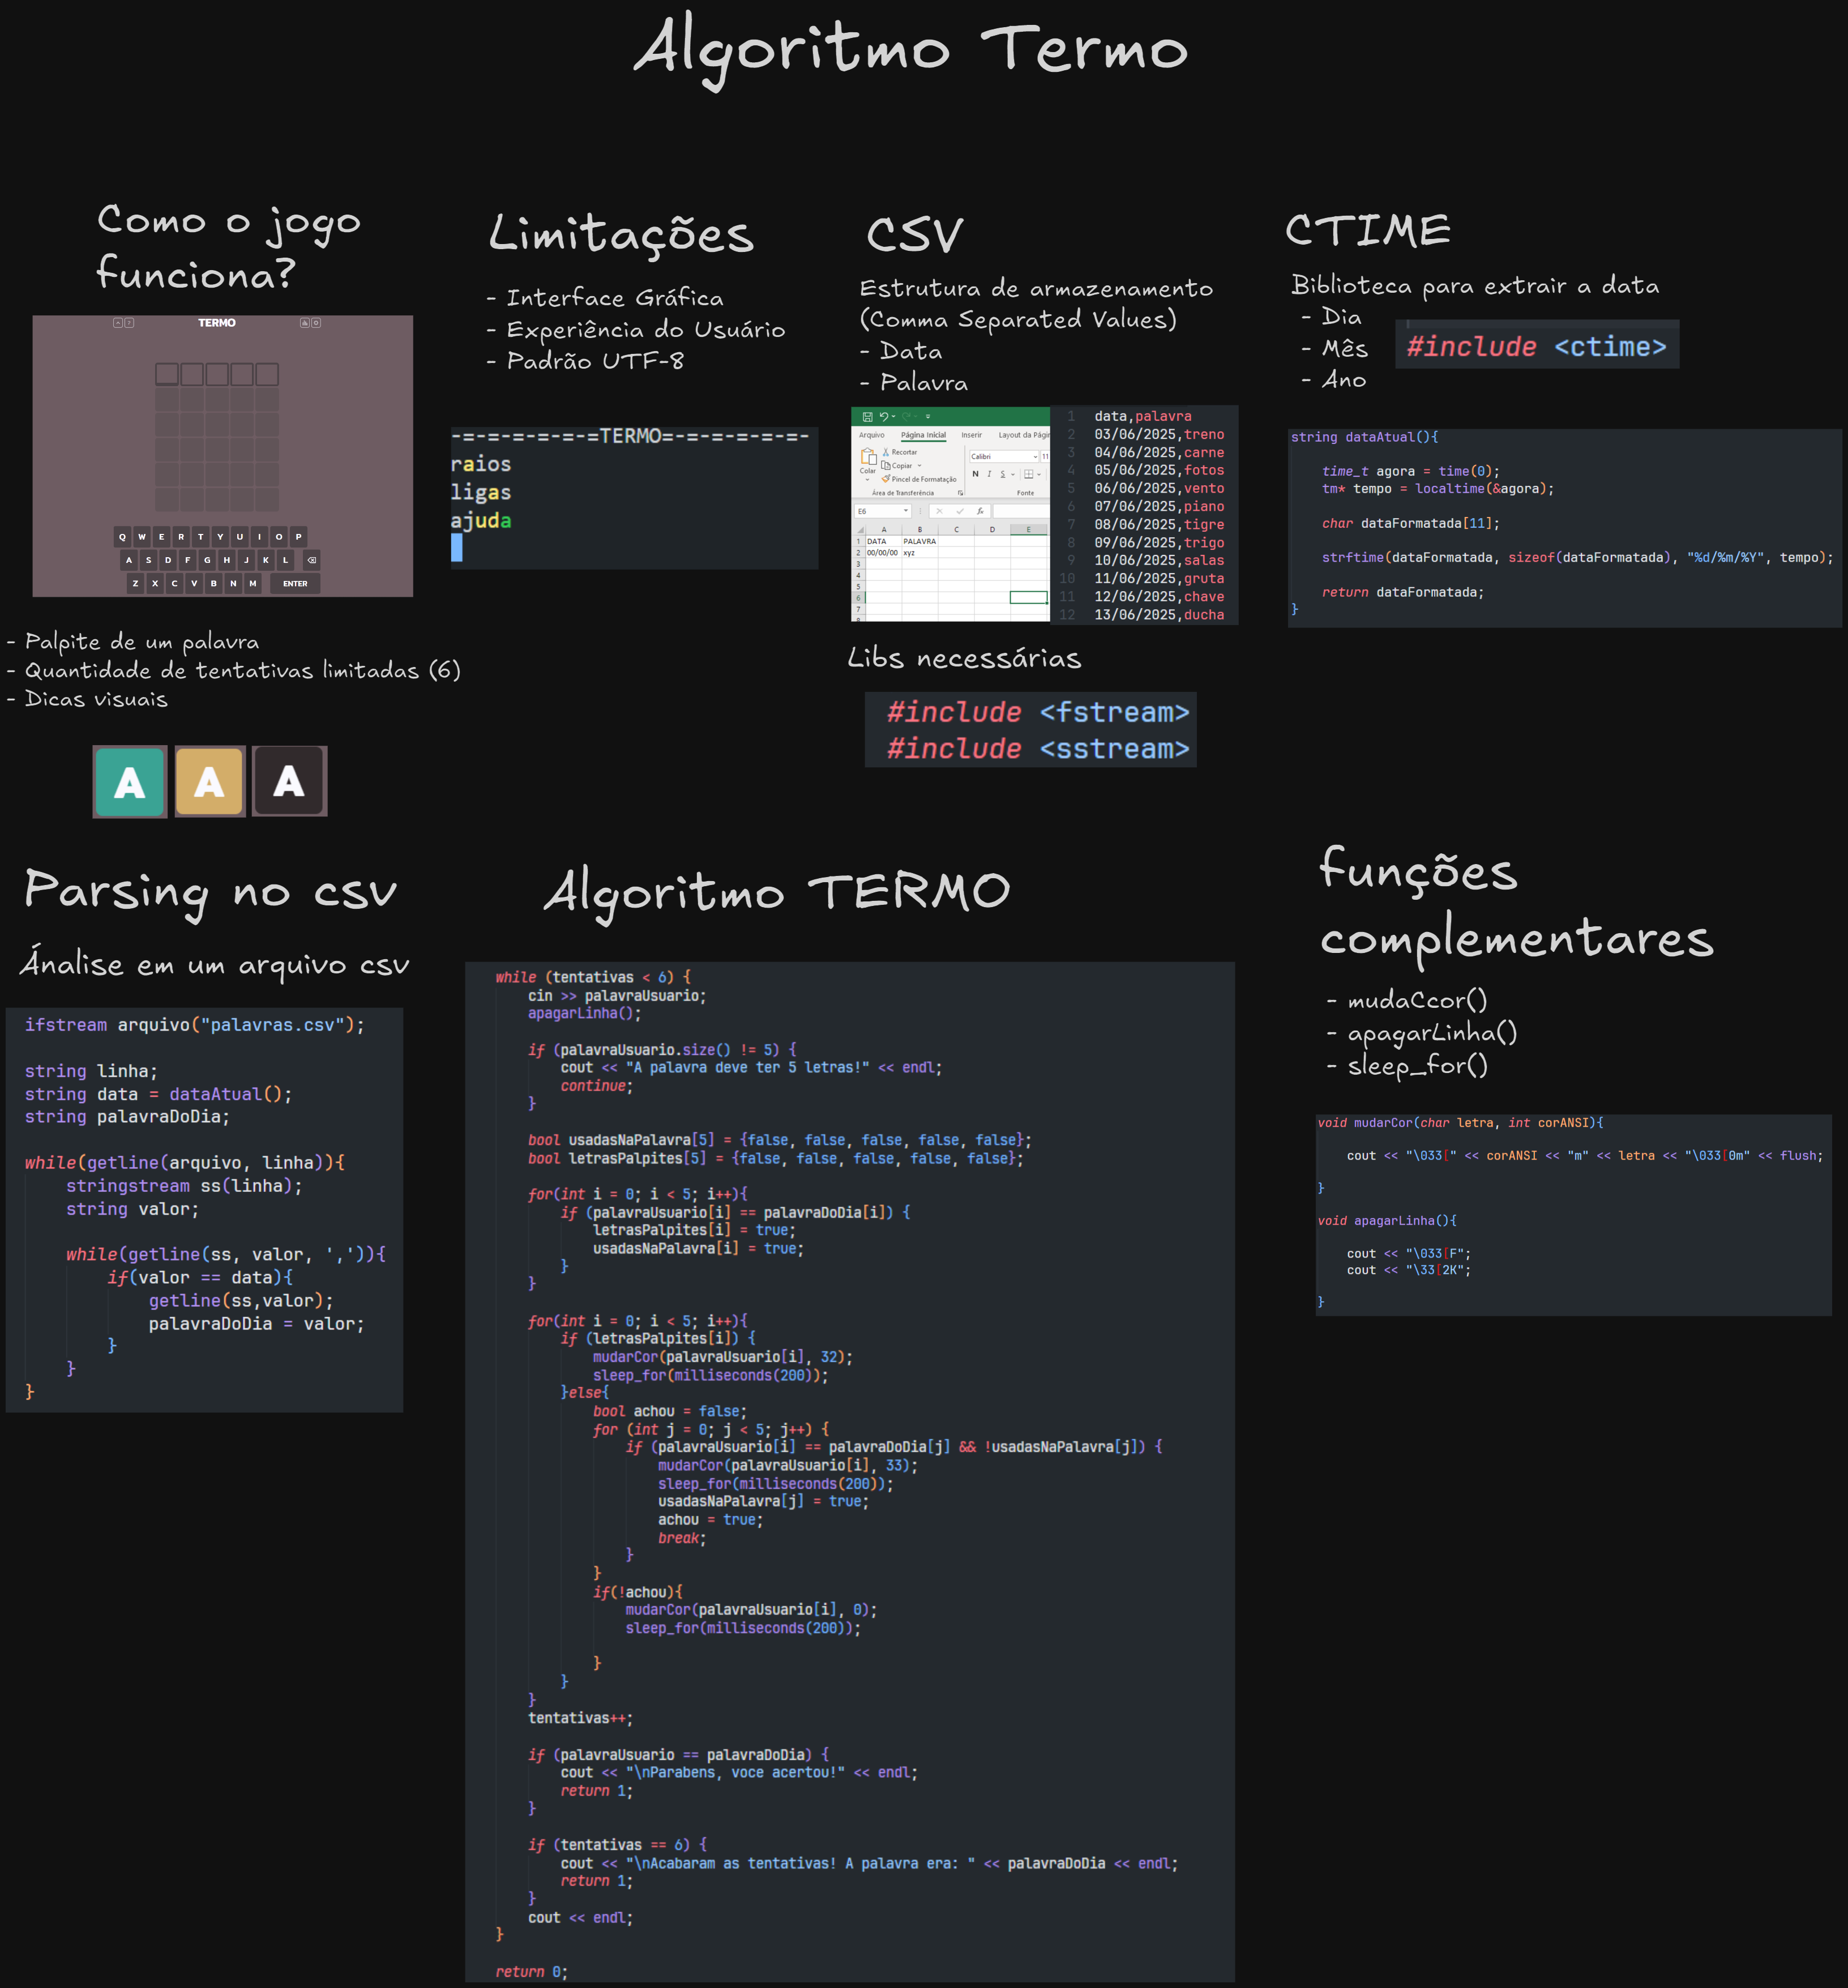 Algoritmo Termo
Como o jogo
funciona?
TERMO
Q W E R T Y U I O P
A S D F G H J K L
Z X C V B N M ENTER
- Palpite de um palavra
- Quantidade de tentativas limitadas (6)
- Dicas visuais
A A A
Limitações
- Interface Gráfica
- Experiência do Usuário
- Padrão UTF-8
-=-=-=-=-=-=-=TERMO=-=-=-=-=-=-=-
raios
ligas
ajuda
CSV
Estrutura de armazenamento
(Comma Separated Values)
- Data
- Palavra
Arquivo Página Inicial Inserir Layout da Págir
Colar
Recortar
Copiar
Pincel de Formatação
Área de Transferência
Calibri 11
N I S
Fonte
E6 fx
A B C D E
1 DATA PALAVRA
2 00/00/00 xyz
3
4
5
6
7
8
1 data,palavra
2 03/06/2025,treno
3 04/06/2025,carne
4 05/06/2025,fotos
5 06/06/2025,vento
6 07/06/2025,piano
7 08/06/2025,tigre
8 09/06/2025,trigo
9 10/06/2025,salas
10 11/06/2025,gruta
11 12/06/2025,chave
12 13/06/2025,ducha
Libs necessárias
#include <fstream>
#include <sstream>
CTIME
Biblioteca para extrair a data
- Dia
- Mês
- Ano
#include <ctime>
string dataAtual(){
time_t agora = time(0);
tm* tempo = localtime(&agora);
char dataFormatada[11];
strftime(dataFormatada, sizeof(dataFormatada), "%d/%m/%Y", tempo);
return dataFormatada;
}
Parsing no csv
Ánalise em um arquivo csv
ifstream arquivo("palavras.csv");
string linha;
string data = dataAtual();
string palavraDoDia;
while(getline(arquivo, linha)){
stringstream ss(linha);
string valor;
while(getline(ss, valor, ',')){
if(valor == data){
getline(ss,valor);
palavraDoDia = valor;
}
}
}
Algoritmo TERMO
while (tentativas < 6) {
cin >> palavraUsuario;
apagarLinha();
if (palavraUsuario.size() != 5) {
cout << "A palavra deve ter 5 letras!" << endl;
continue;
}
bool usadasNaPalavra[5] = {false, false, false, false, false};
bool letrasPalpites[5] = {false, false, false, false, false};
for(int i = 0; i < 5; i++){
if (palavraUsuario[i] == palavraDoDia[i]) {
letrasPalpites[i] = true;
usadasNaPalavra[i] = true;
}
}
for(int i = 0; i < 5; i++){
if (letrasPalpites[i]) {
mudarCor(palavraUsuario[i], 32);
sleep_for(milliseconds(200));
}else{
bool achou = false;
for (int j = 0; j < 5; j++) {
if (palavraUsuario[i] == palavraDoDia[j] && !usadasNaPalavra[j]) {
mudarCor(palavraUsuario[i], 33);
sleep_for(milliseconds(200));
usadasNaPalavra[j] = true;
achou = true;
break;
}
}
if(!achou){
mudarCor(palavraUsuario[i], 0);
sleep_for(milliseconds(200));
}
}
}
tentativas++;
if (palavraUsuario == palavraDoDia) {
cout << "\nParabens, voce acertou!" << endl;
return 1;
}
if (tentativas == 6) {
cout << "\nAcabaram as tentativas! A palavra era: " << palavraDoDia << endl;
return 1;
}
cout << endl;
}
return 0;
funções
complementares
- mudaCcor()
- apagarLinha()
- sleep_for()
void mudarCor(char letra, int corANSI){
cout << "\033[" << corANSI << "m" << letra << "\033[0m" << flush;
}
void apagarLinha(){
cout << "\033[F";
cout << "\33[2K";
}